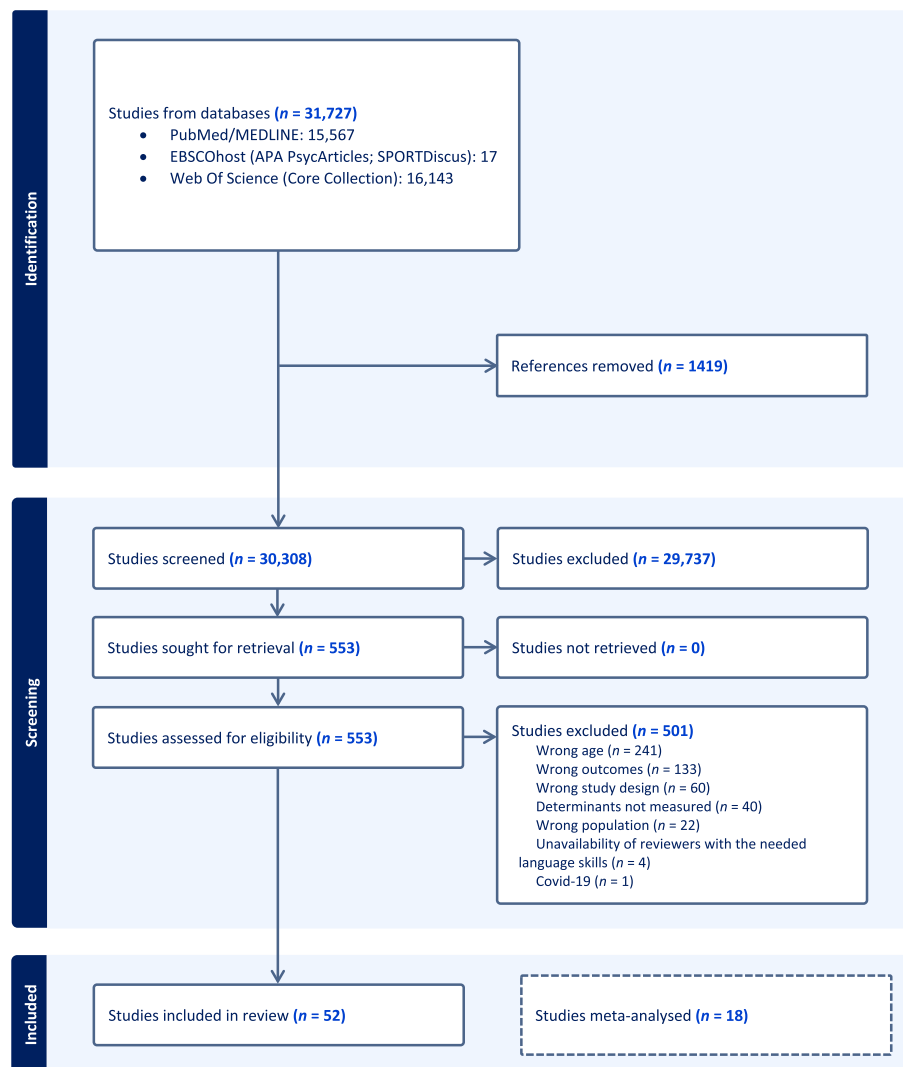 Identification
Studies from databases (n = 31,727)
• PubMed/MEDLINE: 15,567
• EBSCOhost (APA PsycArticles; SPORTDiscus): 17
• Web Of Science (Core Collection): 16,143
References removed (n = 1419)
Screening
Studies screened (n = 30,308)
Studies excluded (n = 29,737)
Studies sought for retrieval (n = 553)
Studies not retrieved (n = 0)
Studies assessed for eligibility (n = 553)
Studies excluded (n = 501)
Wrong age (n = 241)
Wrong outcomes (n = 133)
Wrong study design (n = 60)
Determinants not measured (n = 40)
Wrong population (n = 22)
Unavailability of reviewers with the needed
language skills (n = 4)
Covid-19 (n = 1)
Included
Studies included in review (n = 52)
Studies meta-analysed (n = 18)